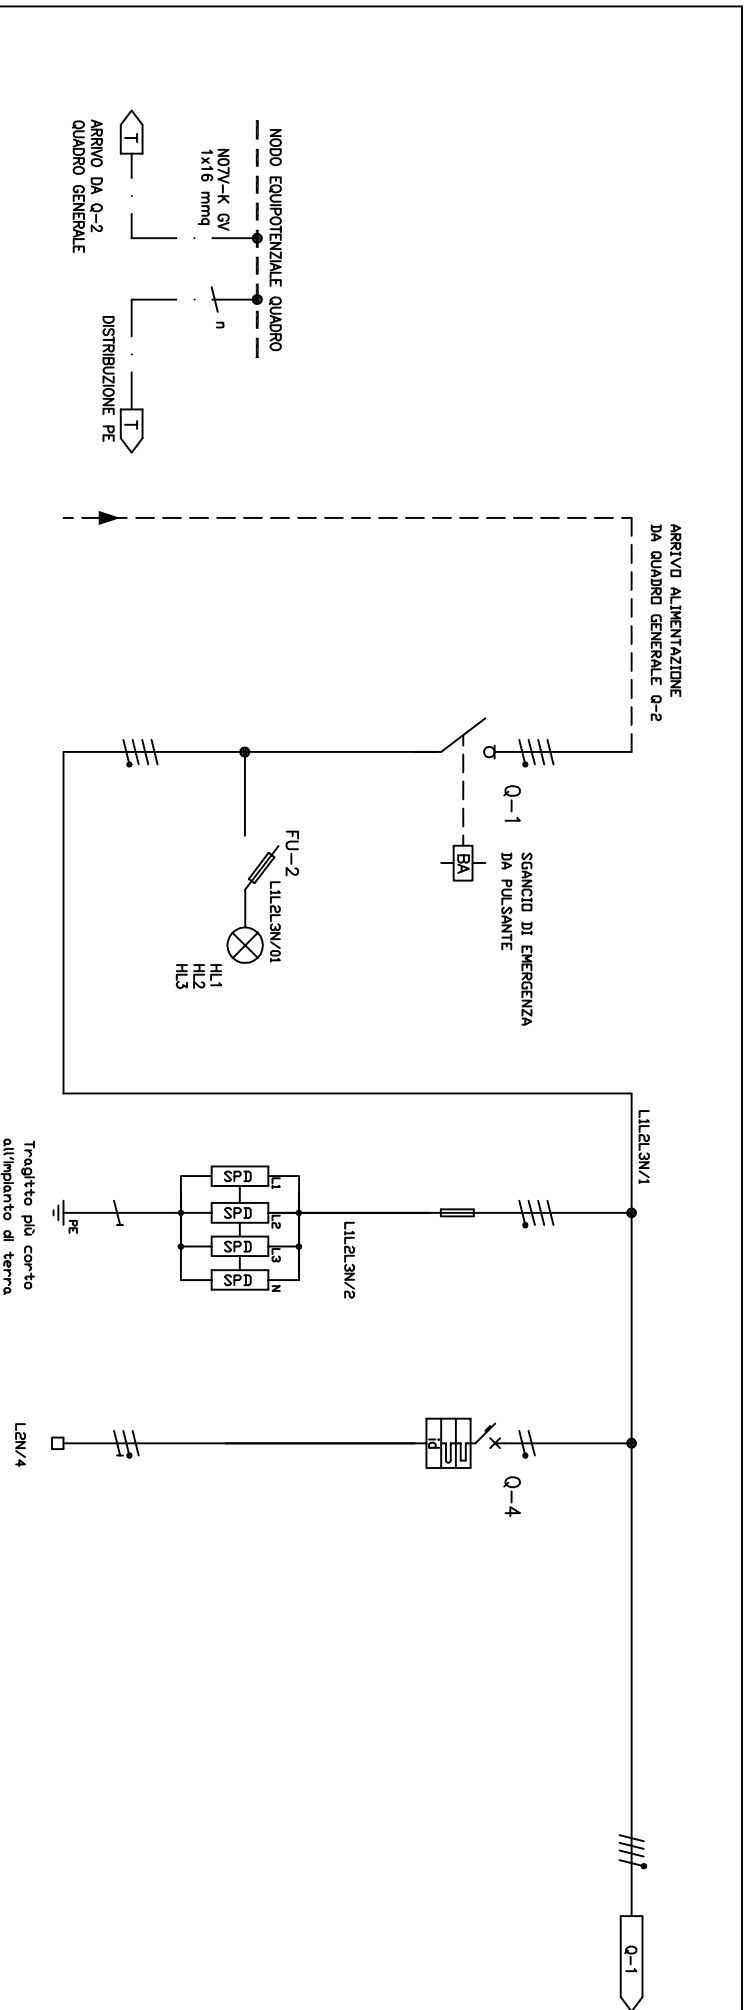 NODO EQUIPOTENZIALE QUADRO
N07V-K GV
1x16 mmq
n
T
ARRIVO DA Q-2
QUADRO GENERALE
DISTRIBUZIONE PE
T
ARRIVO ALIMENTAZIONE
DA QUADRO GENERALE Q-2
Q-1
SGANCIO DI EMERGENZA
DA PULSANTE
BA
FU-2
L1L2L3N/01
HL1
HL2
HL3
L1L2L3N/1
L1L2L3N/2
L1
L2
L3
N
SPD
SPD
SPD
SPD
PE
Tragitto più corto
all'impianto di terra
Q-4
id
L2N/4
Q-1